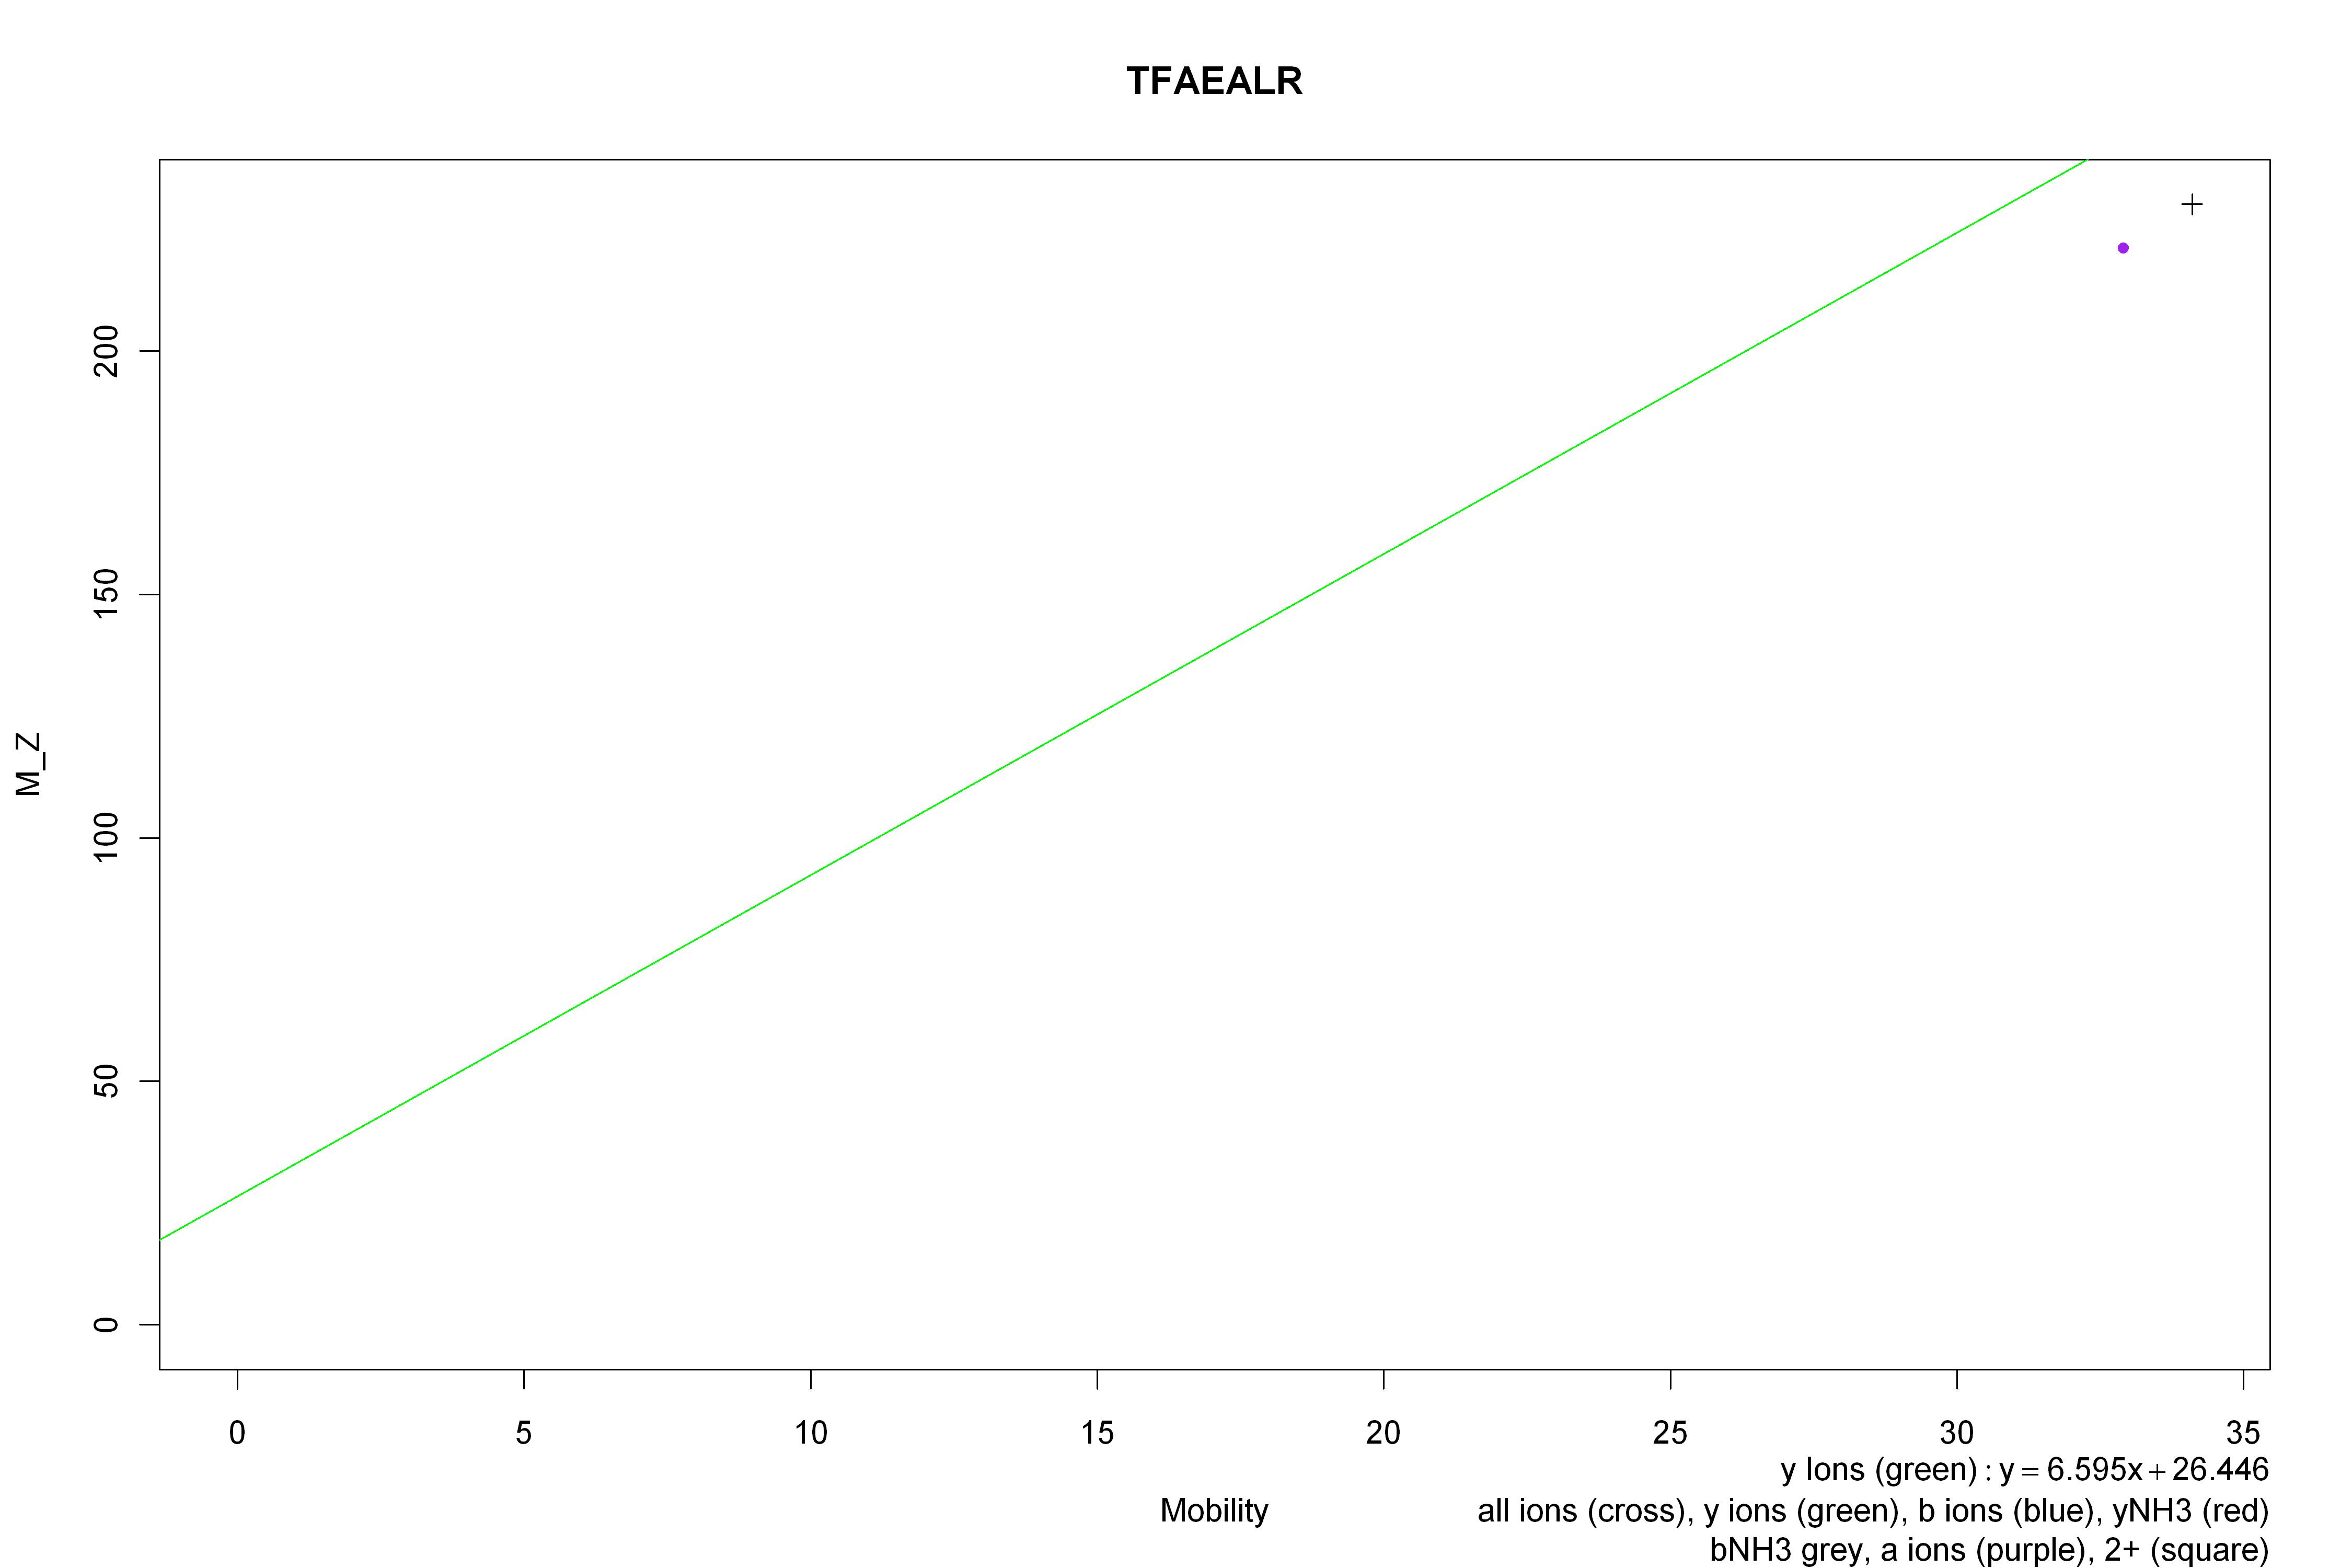 TFAEALR
M_Z
200
150
100
50
0
0 5 10 15 20 25 30 35
y Ions (green) : y = 6.595x + 26.446
Mobility
all ions (cross), y ions (green), b ions (blue), yNH3 (red)
bNH3 grey, a ions (purple), 2+ (square)